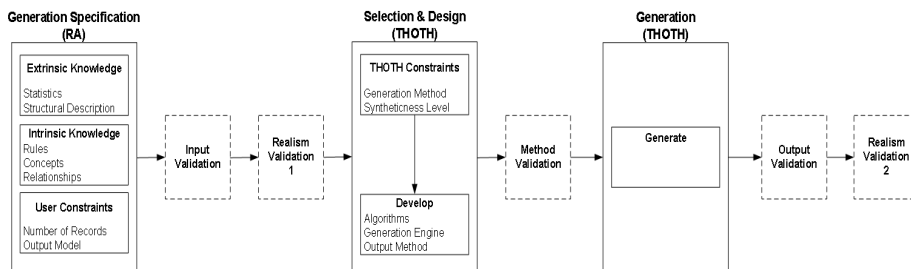 Generation Specification
(RA)
Extrinsic Knowledge
Statistics
Structural Description
Intrinsic Knowledge
Rules
Concepts
Relationships
User Constraints
Number of Records
Output Model
Input
Validation
Realism
Validation
1
Selection & Design
(THOTH)
THOTH Constraints
Generation Method
Syntheticness Level
Develop
Algorithms
Generation Engine
Output Method
Method
Validation
Generation
(THOTH)
Generate
Output
Validation
Realism
Validation
2